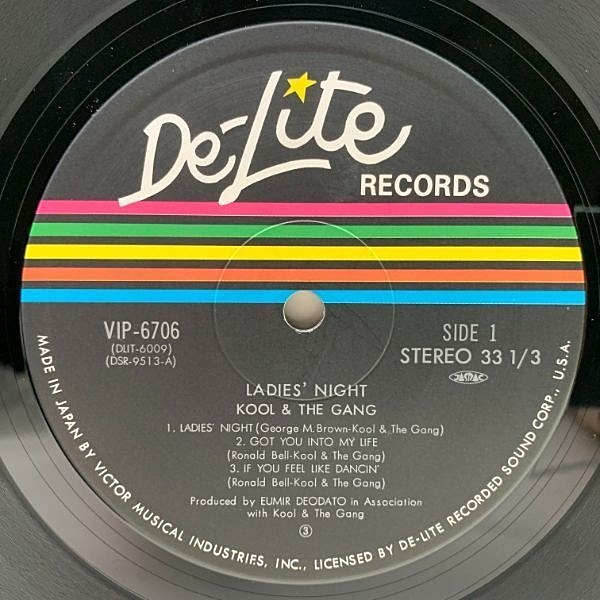 De-Lite
RECORDS
VIP-6706
(DLIT-6009)
(DSR-9513-A)
SIDE 1
STEREO 33 1/3
JASRAC
LADIES' NIGHT
KOOL & THE GANG
1. LADIES' NIGHT (George M. Brown-Kool & The Gang)
2. GOT YOU INTO MY LIFE
(Ronald Bell-Kool & The Gang)
3. IF YOU FEEL LIKE DANCIN'
(Ronald Bell-Kool & The Gang)
Produced by EUMIR DEODATO in Association
with Kool & The Gang
③
MADE IN JAPAN BY VICTOR MUSICAL INDUSTRIES, INC., LICENSED BY DE-LITE RECORDED SOUND CORP., U.S.A.